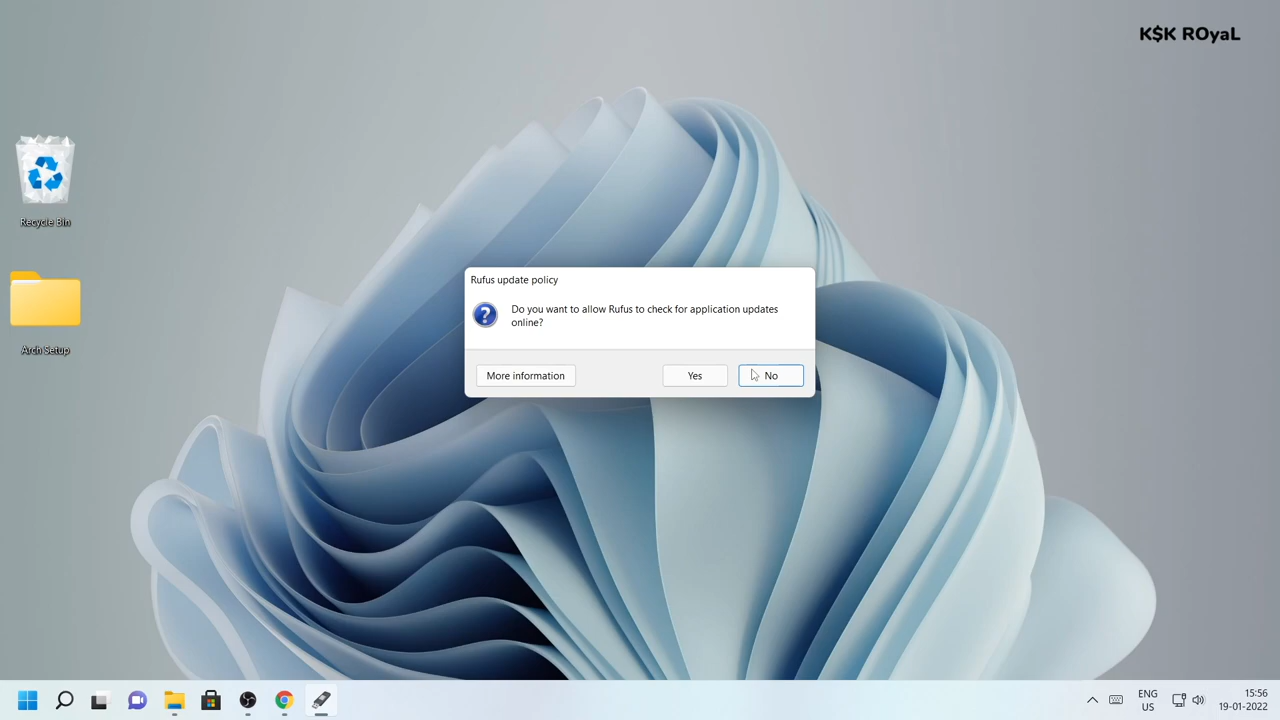 K$K ROyaL
Recycle Bin
Arch Setup
Rufus update policy
Do you want to allow Rufus to check for application updates
online?
More information
Yes
No
ENG
US
15:56
19-01-2022